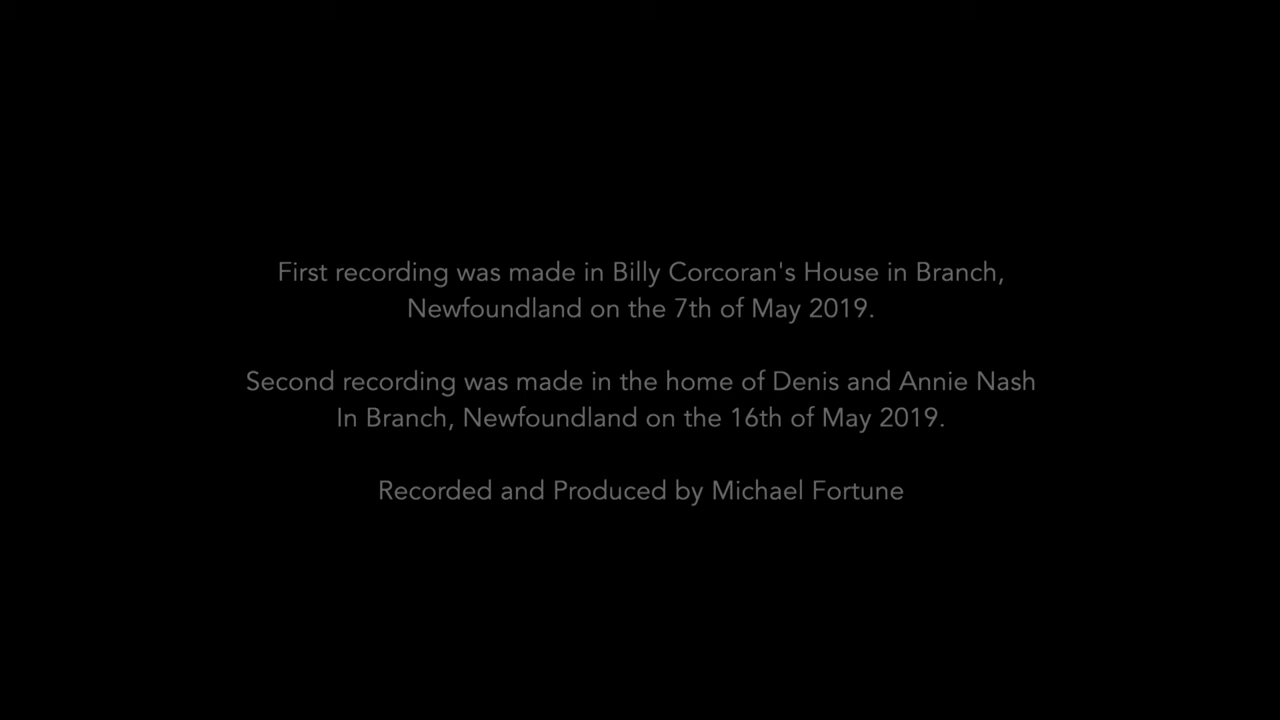 First recording was made in Billy Corcoran's House in Branch,
Newfoundland on the 7th of May 2019.
Second recording was made in the home of Denis and Annie Nash
In Branch, Newfoundland on the 16th of May 2019.
Recorded and Produced by Michael Fortune